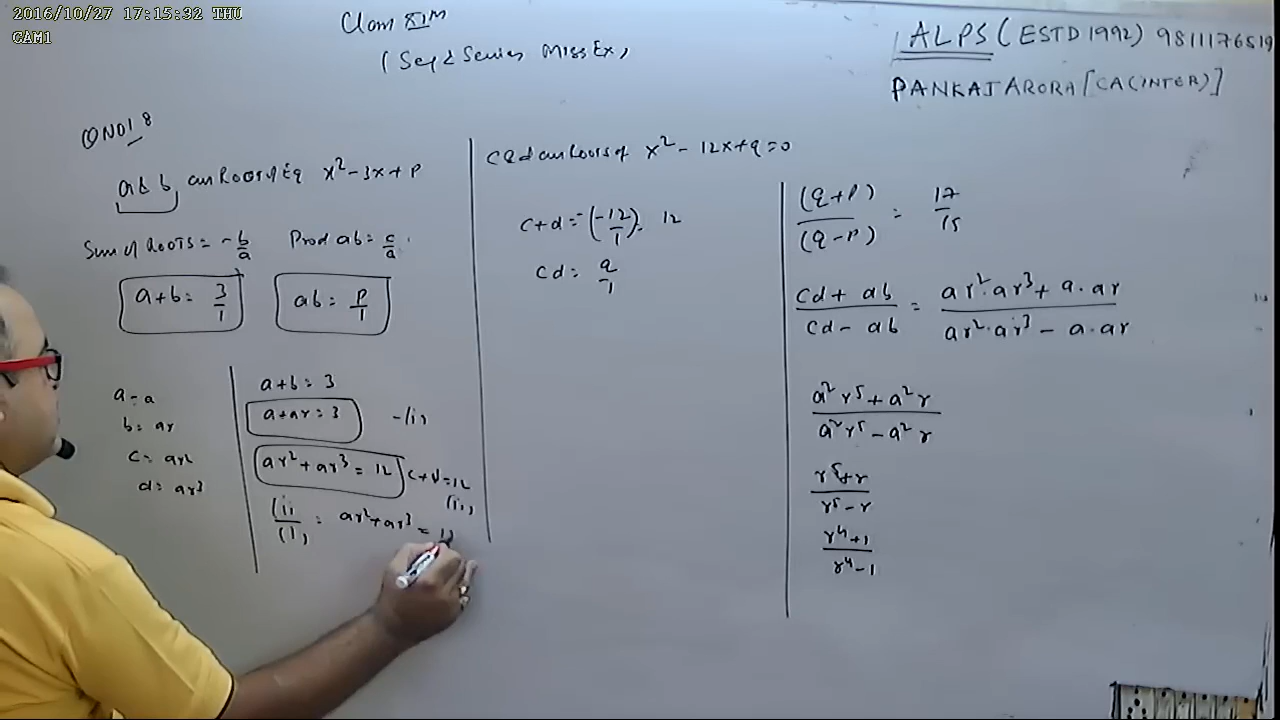 2016/10/27 17:15:32 THU
CAM1
Class XI M
(Seq & Series Miss Ex)
ALPS (ESTD 1992) 9811176519
PANKAJ ARORA [CA(INTER)]
QNO18
a & b are Roots of Eq x² - 3x + P
Sum of Roots = -b/a Prod ab = c/a
a+b = 3/1 ab = P/1
a = a
b = ar
c = ar²
d = ar³
a+b = 3
a+ar = 3 -(i)
ar²+ar³ = 12 c+d=12
(ii)
(ii)/(i) = ar²+ar³ = 12
c & d are Roots of x² - 12x + q = 0
c+d = -(-12/1) = 12
cd = q/1
(q+P)/(q-P) = 17/15
cd+ab/cd-ab = ar²·ar³+a·ar/ar²·ar³-a·ar
a²r⁵+a²r/a²r⁵-a²r
r⁵+r/r⁵-r
r⁴+1/r⁴-1